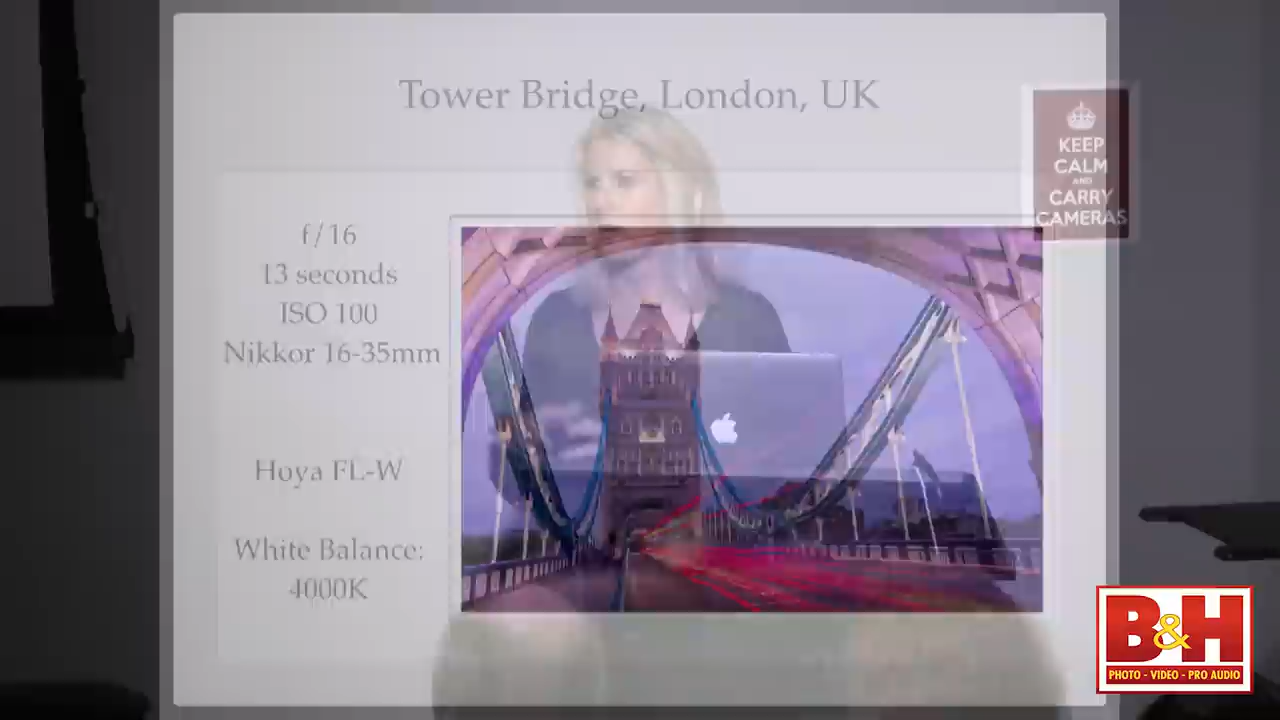 Tower Bridge, London, UK
KEEP
CALM
AND
CARRY
CAMERAS
f/16
13 seconds
ISO 100
Nikkor 16-35mm
Hoya FL-W
White Balance:
4000K
B&H
PHOTO - VIDEO - PRO AUDIO